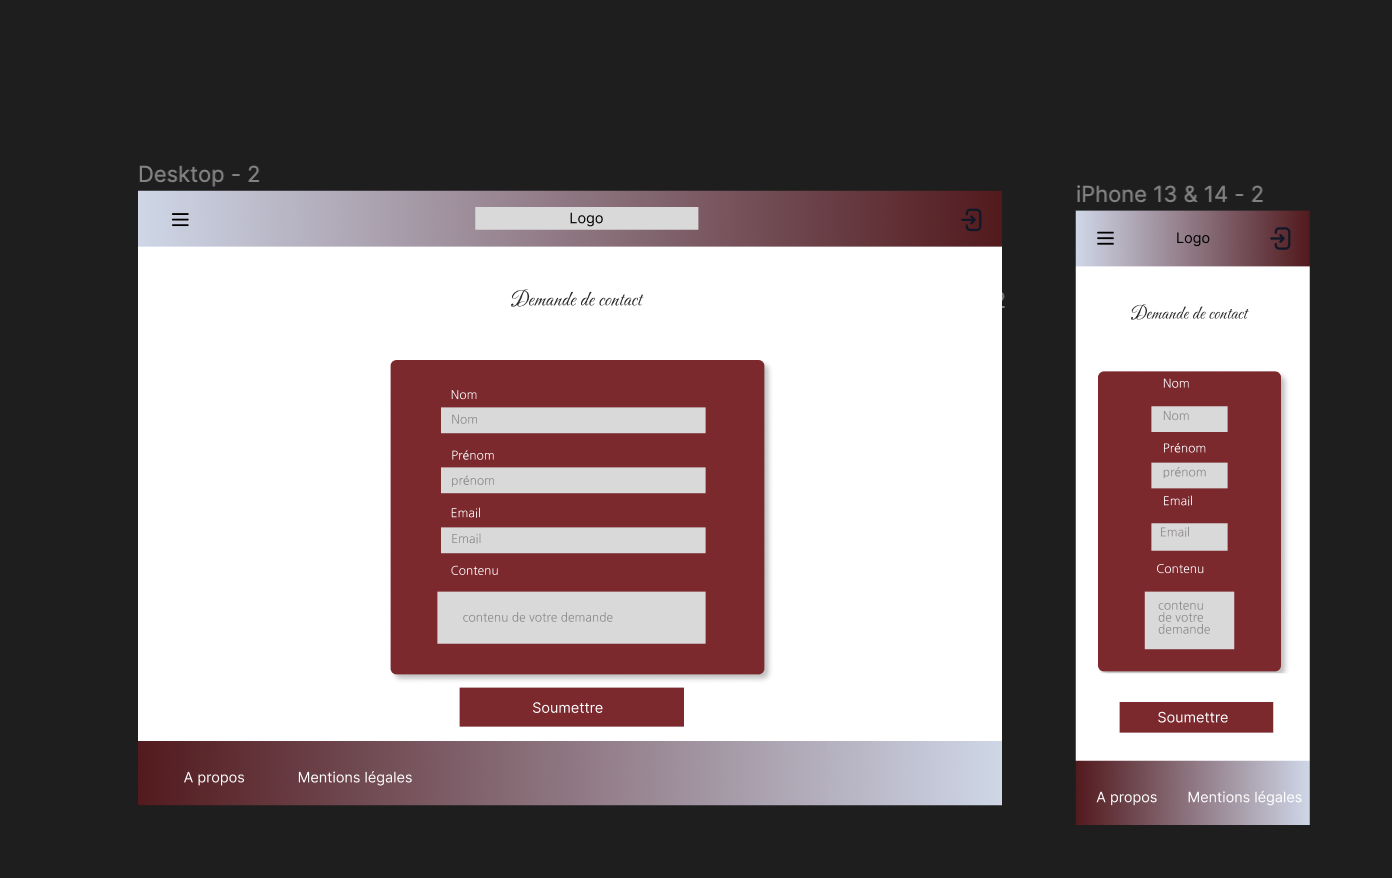 Desktop - 2
Logo
Demande de contact
Nom
Nom
Prénom
prénom
Email
Email
Contenu
contenu de votre demande
Soumettre
A propos
Mentions légales
2
iPhone 13 & 14 - 2
Logo
Demande de contact
Nom
Nom
Prénom
prénom
Email
Email
Contenu
contenu
de votre
demande
Soumettre
A propos
Mentions légales